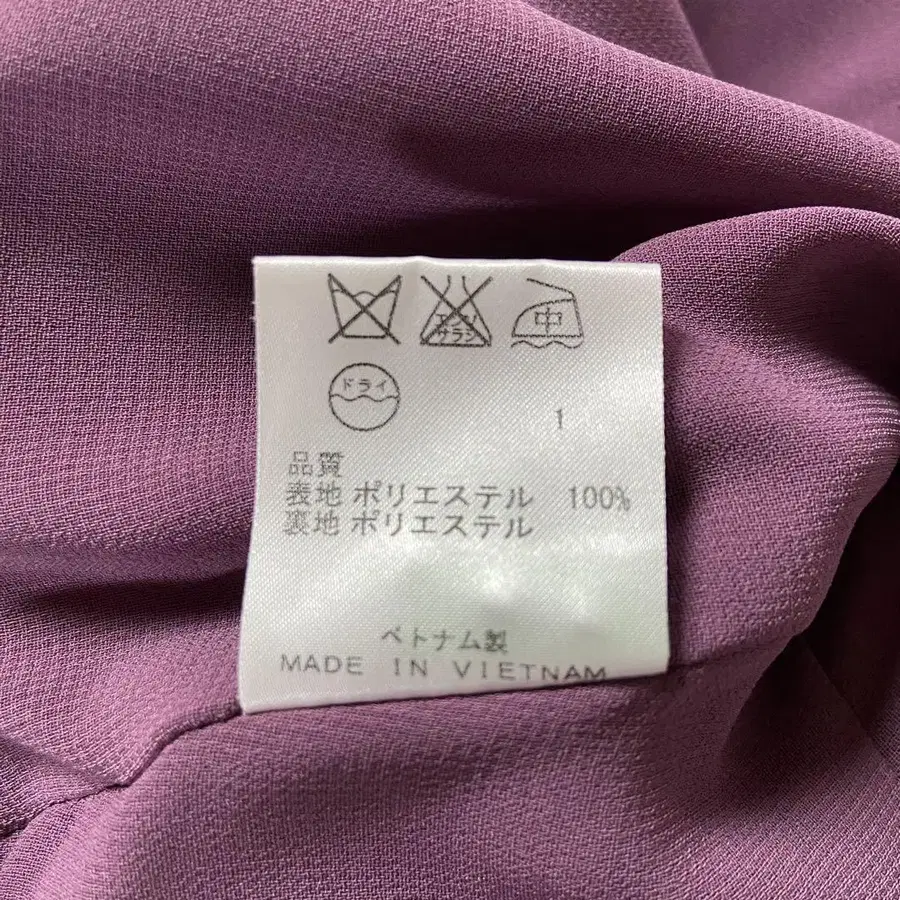 エンソ
サラシ
中
ドライ
1
品質
表地 ポリエステル 100%
裏地 ポリエステル
ベトナム製
MADE IN VIETNAM